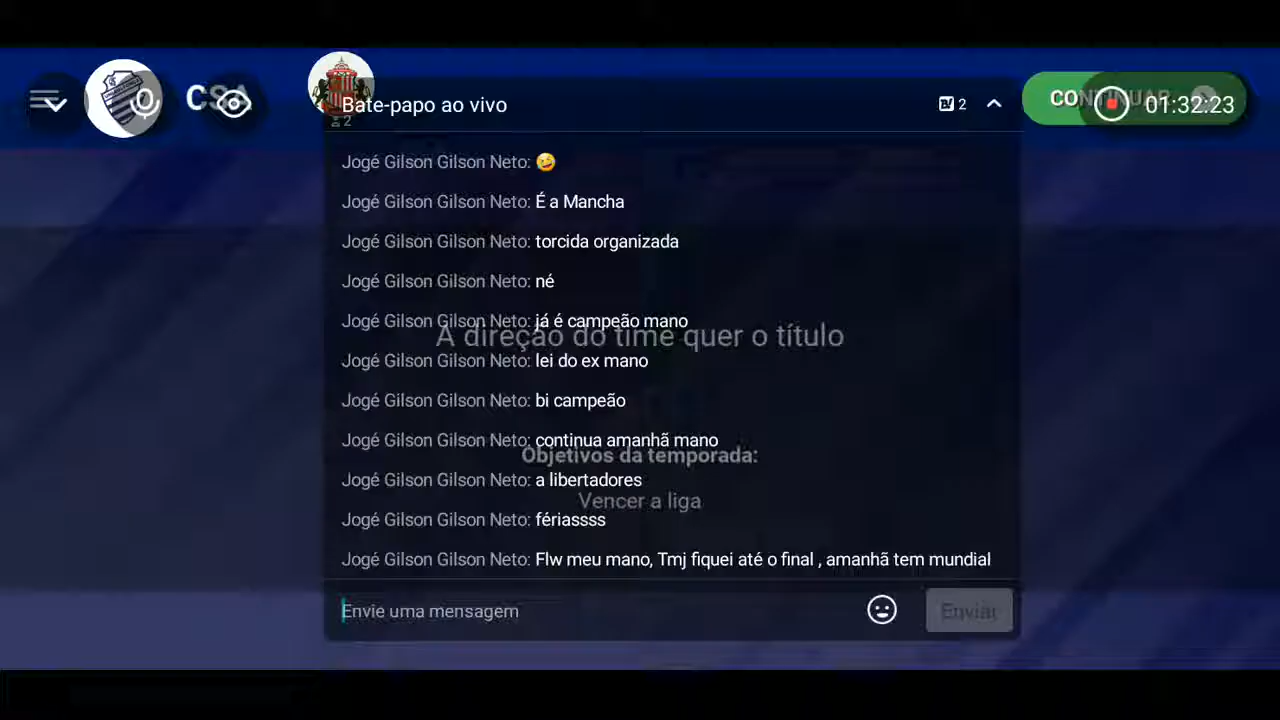 CSA
Bate-papo ao vivo
2
2
CONTINUAR
01:32:23
Jogé Gilson Gilson Neto: 🤣
Jogé Gilson Gilson Neto: É a Mancha
Jogé Gilson Gilson Neto: torcida organizada
Jogé Gilson Gilson Neto: né
Jogé Gilson Gilson Neto: já é campeão mano
A direção do time quer o título
Jogé Gilson Gilson Neto: lei do ex mano
Jogé Gilson Gilson Neto: bi campeão
Jogé Gilson Gilson Neto: continua amanhã mano
Objetivos da temporada:
Jogé Gilson Gilson Neto: a libertadores
Vencer a liga
Jogé Gilson Gilson Neto: fériassss
Jogé Gilson Gilson Neto: Flw meu mano, Tmj fiquei até o final , amanhã tem mundial
Envie uma mensagem
Enviar